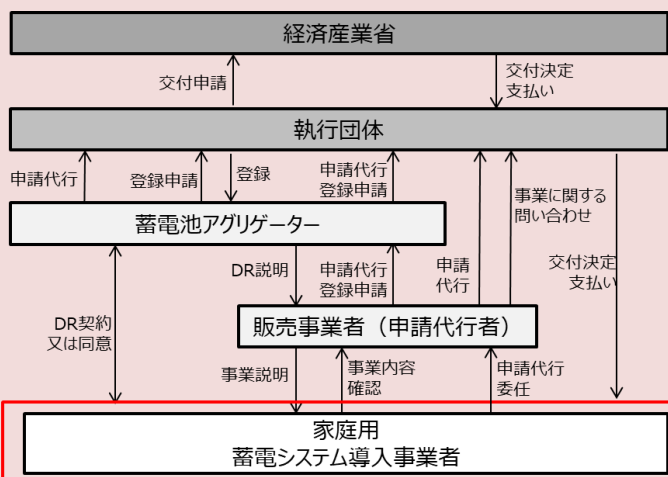 経済産業省
交付申請
交付決定
支払い
執行団体
申請代行
登録申請
登録
申請代行
登録申請
事業に関する
問い合わせ
蓄電池アグリゲーター
DR説明
申請代行
登録申請
申請
代行
交付決定
支払い
DR契約
又は同意
販売事業者（申請代行者）
事業説明
事業内容
確認
申請代行
委任
家庭用
蓄電システム導入事業者